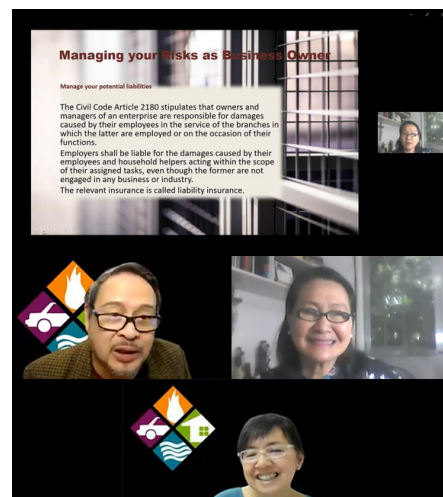 Managing your Risks as Business Owner
Manage your potential liabilities
The Civil Code Article 2180 stipulates that owners and
managers of an enterprise are responsible for damages
caused by their employees in the service of the branches in
which the latter are employed or on the occasion of their
functions.
Employers shall be liable for the damages caused by their
employees and household helpers acting within the scope
of their assigned tasks, even though the former are not
engaged in any business or industry.
The relevant insurance is called liability insurance.